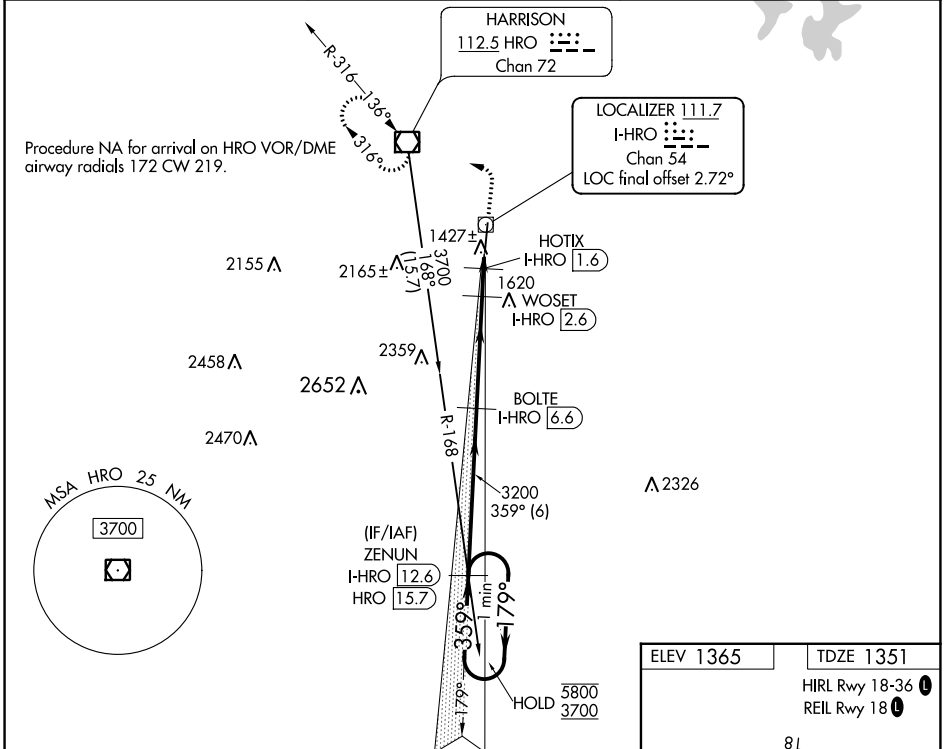 HARRISON
112.5 HRO
Chan 72
R-316
136°
316°
Procedure NA for arrival on HRO VOR/DME
airway radials 172 CW 219.
LOCALIZER 111.7
I-HRO
Chan 54
LOC final offset 2.72°
1427±
3700
168°
(15.7)
HOTIX
I-HRO 1.6
2155
2165±
1620
WOSET
I-HRO 2.6
2458
2359
2652
BOLTE
I-HRO 6.6
R-168
2470
2326
MSA HRO 25 NM
3700
3200
359° (6)
(IF/IAF)
ZENUN
I-HRO 12.6
HRO 15.7
359°
1 min
179°
179°
HOLD 5800
3700
ELEV 1365
TDZE 1351
HIRL Rwy 18-36 L
REIL Rwy 18 L
18